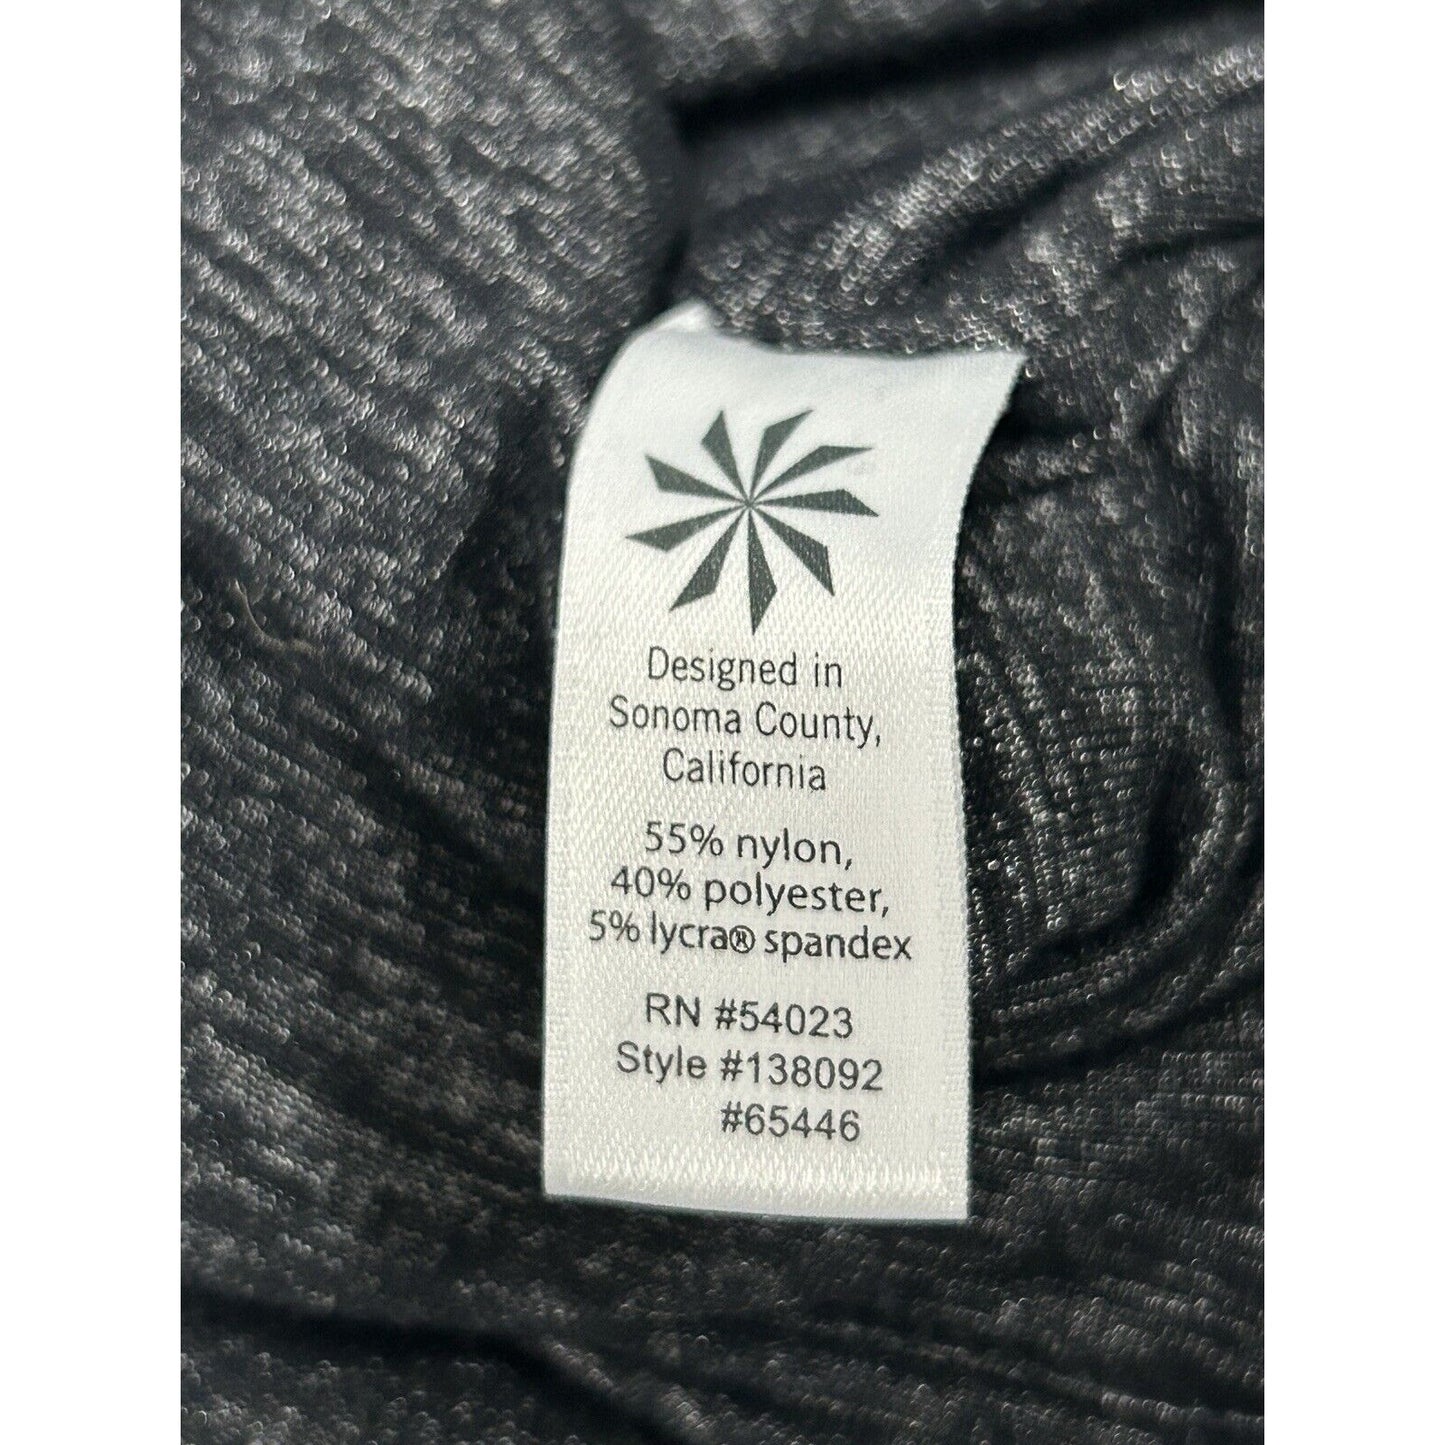 Designed in
Sonoma County,
California
55% nylon,
40% polyester,
5% lycra® spandex
RN #54023
Style #138092
#65446